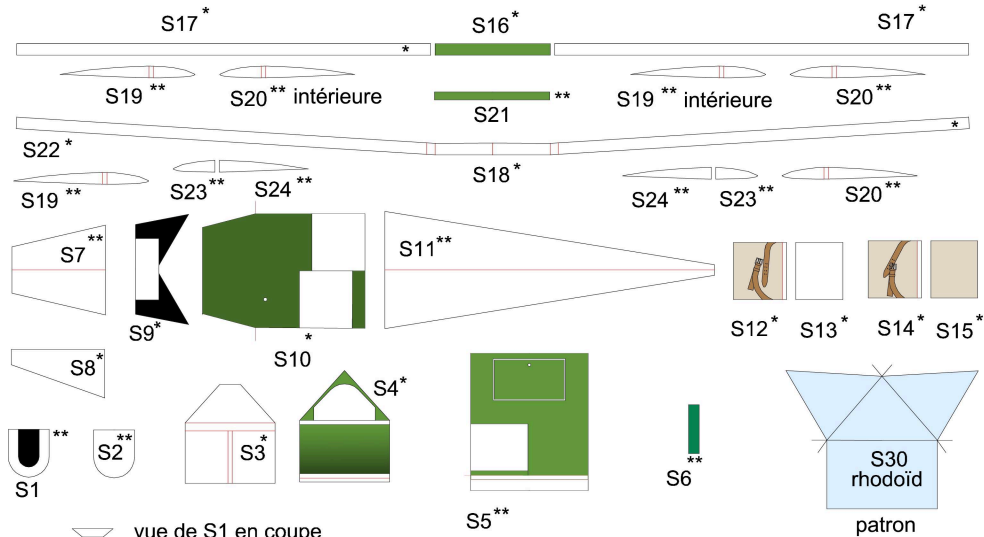 S17*
S16*
S17*
*
S19** S20** intérieure
S21 **
S19** intérieure S20**
S22*
*
S18*
S19**
S23** S24**
S24** S23** S20**
S7**
S9*
*
S10
S11**
S12* S13* S14* S15*
S8*
S4*
S3*
**
S1
S2**
S5**
**
S6
S30
rhodoïd
patron
vue de S1 en coupe